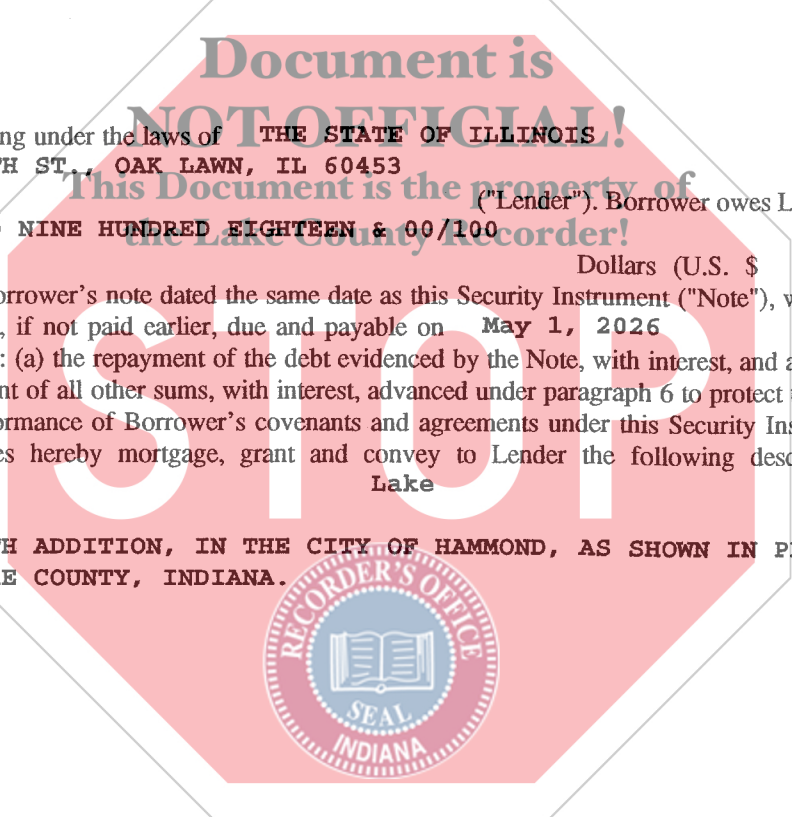 Document is
NOT OFFICIAL!
ng under the laws of THE STATE OF ILLINOIS
H ST., OAK LAWN, IL 60453
This Document is the property of
("Lender"). Borrower owes L
NINE HUNDRED EIGHTEEN & 00/100
the Lake County Recorder!
Dollars (U.S. $
orrower's note dated the same date as this Security Instrument ("Note"), w
, if not paid earlier, due and payable on May 1, 2026
: (a) the repayment of the debt evidenced by the Note, with interest, and a
nt of all other sums, with interest, advanced under paragraph 6 to protect
ormance of Borrower's covenants and agreements under this Security Ins
es hereby mortgage, grant and convey to Lender the following desc
Lake
STOP
H ADDITION, IN THE CITY OF HAMMOND, AS SHOWN IN P
E COUNTY, INDIANA.
RECORDER'S OFFICE
SEAL
INDIANA